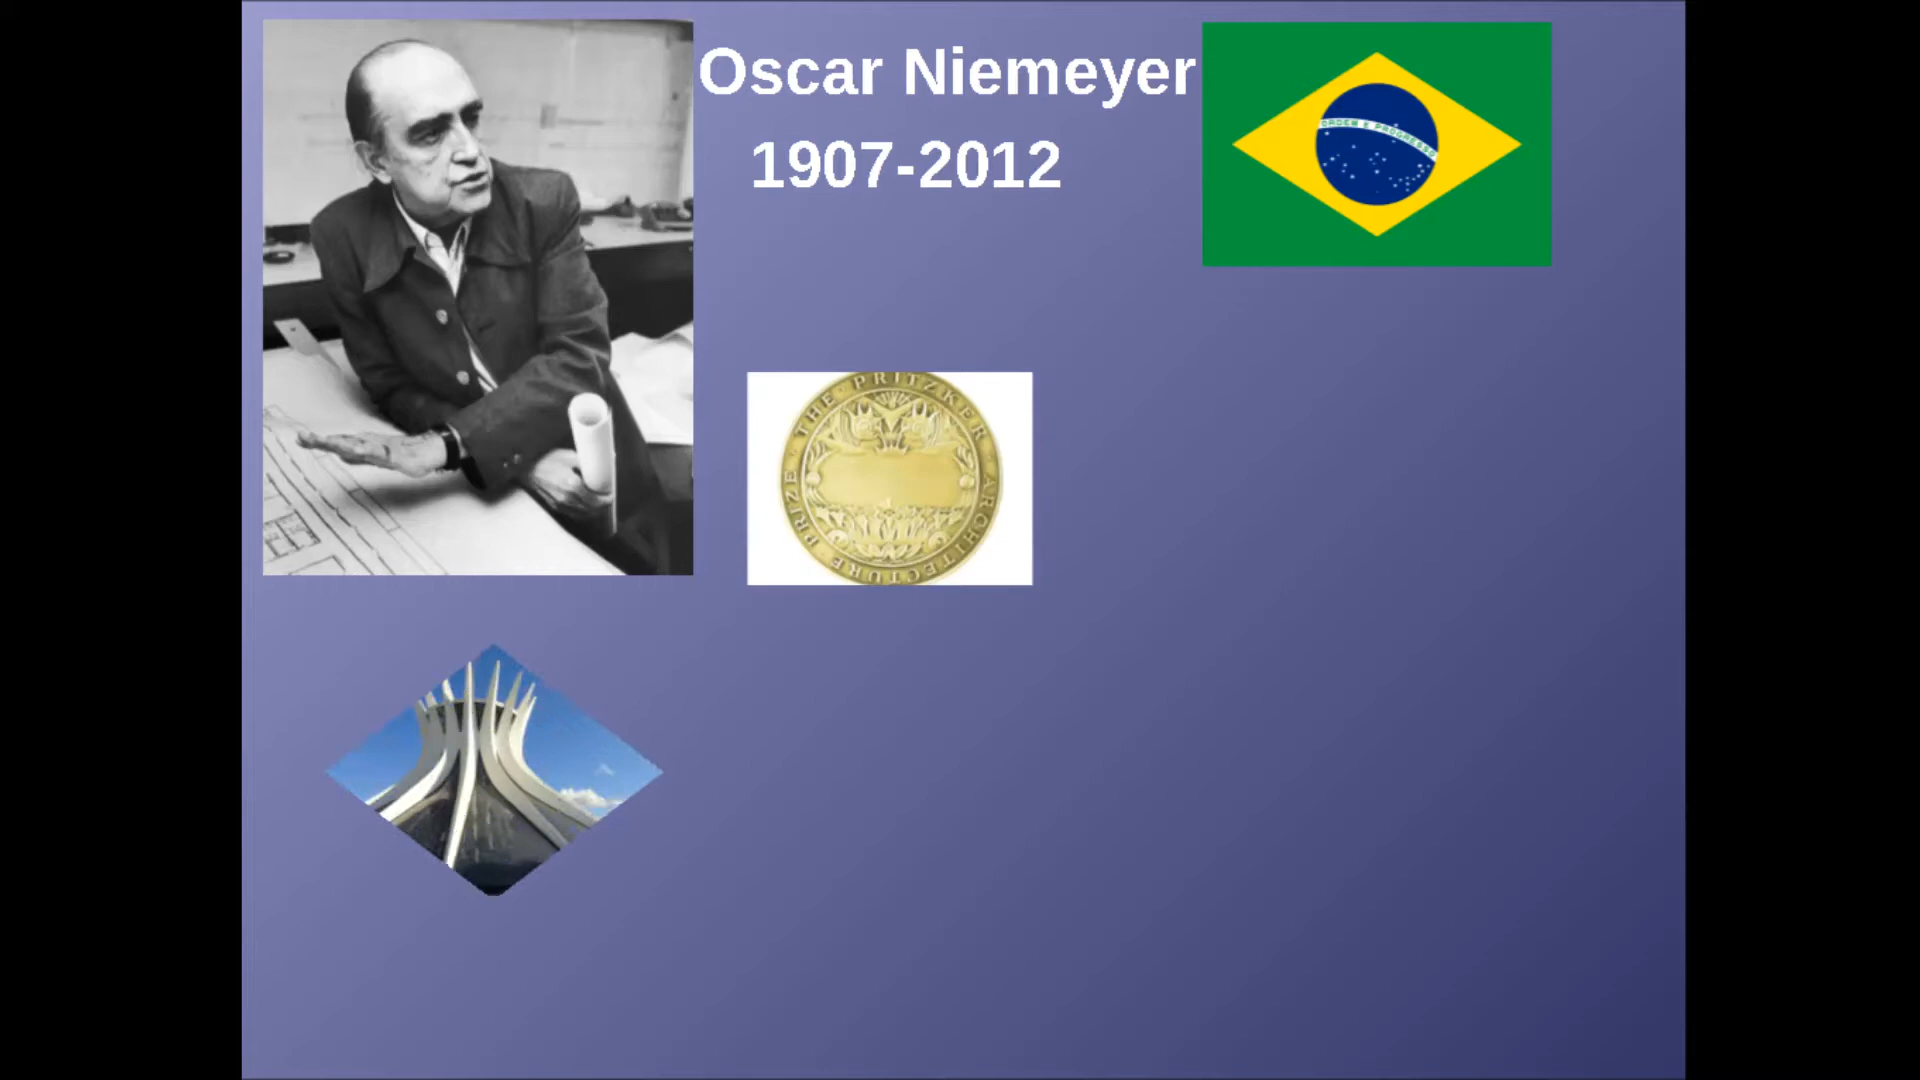 Oscar Niemeyer
1907-2012
ORDEM E PROGRESSO
THE PRITZKER ARCHITECTURE PRIZE